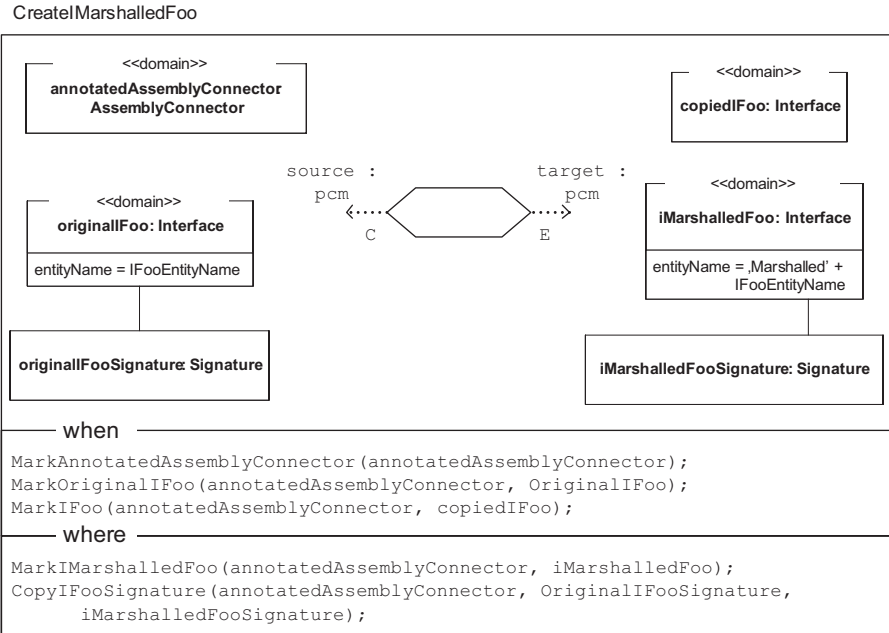 CreateIMarshalledFoo
<<domain>>
annotatedAssemblyConnector:
AssemblyConnector
<<domain>>
copiedIFoo: Interface
source :
pcm
target :
pcm
C
E
<<domain>>
originalIFoo: Interface
entityName = IFooEntityName
<<domain>>
iMarshalledFoo: Interface
entityName = ‚Marshalled’ +
IFooEntityName
originalIFooSignature: Signature
iMarshalledFooSignature: Signature
when
MarkAnnotatedAssemblyConnector(annotatedAssemblyConnector);
MarkOriginalIFoo(annotatedAssemblyConnector, OriginalIFoo);
MarkIFoo(annotatedAssemblyConnector, copiedIFoo);
where
MarkIMarshalledFoo(annotatedAssemblyConnector, iMarshalledFoo);
CopyIFooSignature(annotatedAssemblyConnector, OriginalIFooSignature,
iMarshalledFooSignature);